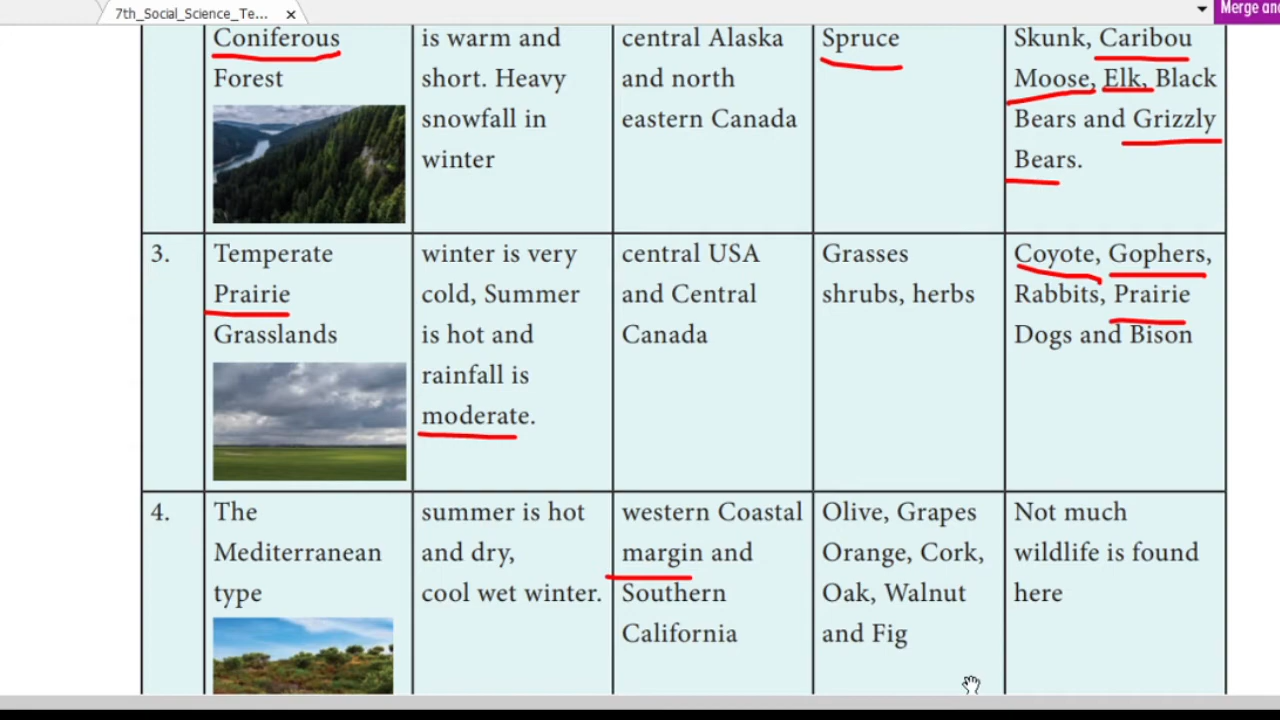 7th_Social_Science_Te...
Merge and
Coniferous
Forest
is warm and
short. Heavy
snowfall in
winter
central Alaska
and north
eastern Canada
Spruce
Skunk, Caribou
Moose, Elk, Black
Bears and Grizzly
Bears.
3.
Temperate
Prairie
Grasslands
winter is very
cold, Summer
is hot and
rainfall is
moderate.
central USA
and Central
Canada
Grasses
shrubs, herbs
Coyote, Gophers,
Rabbits, Prairie
Dogs and Bison
4.
The
Mediterranean
type
summer is hot
and dry,
cool wet winter.
western Coastal
margin and
Southern
California
Olive, Grapes
Orange, Cork,
Oak, Walnut
and Fig
Not much
wildlife is found
here